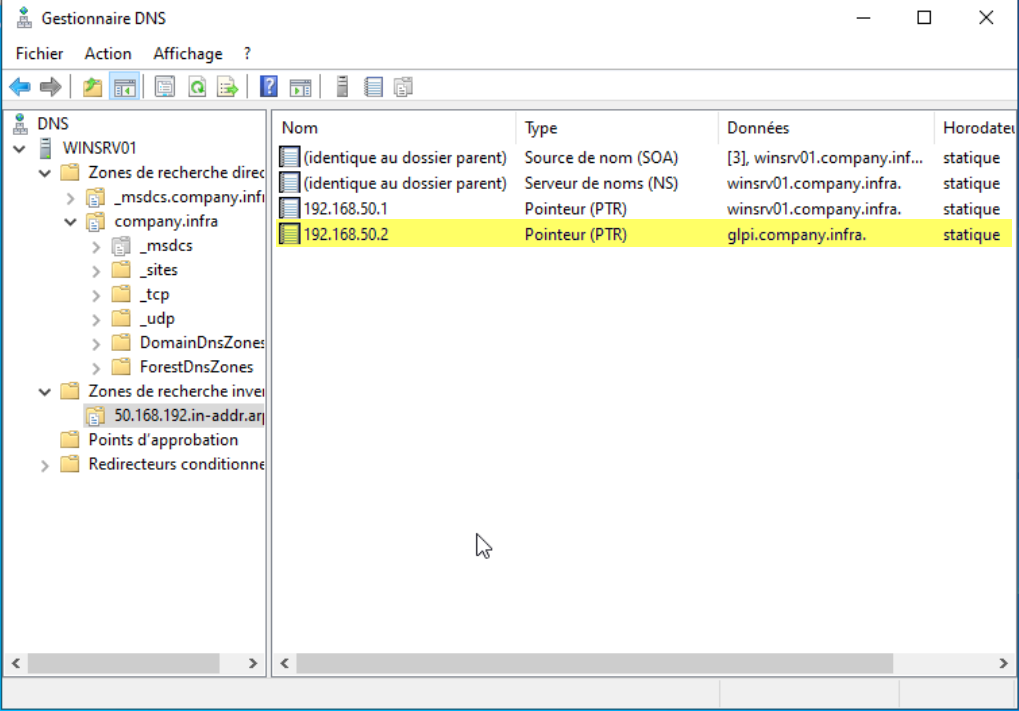 Gestionnaire DNS
Fichier Action Affichage ?
DNS
WINSRV01
Zones de recherche direc
_msdcs.company.infr
company.infra
_msdcs
_sites
_tcp
_udp
DomainDnsZones
ForestDnsZones
Zones de recherche inver
50.168.192.in-addr.arp
Points d'approbation
Redirecteurs conditionne
Nom Type Données Horodateu
(identique au dossier parent) Source de nom (SOA) [3], winsrv01.company.inf... statique
(identique au dossier parent) Serveur de noms (NS) winsrv01.company.infra. statique
192.168.50.1 Pointeur (PTR) winsrv01.company.infra. statique
192.168.50.2 Pointeur (PTR) glpi.company.infra. statique